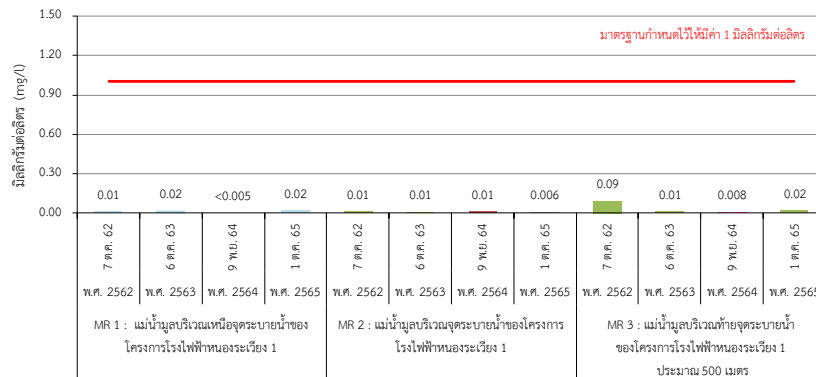 1.50
มาตรฐานกำหนดไว้ให้มีค่า 1 มิลลิกรัมต่อลิตร
1.20
0.90
0.60
0.30
0.00
มิลลิกรัมต่อลิตร (mg/l)
0.01 0.02 <0.005 0.02 0.01 0.01 0.01 0.006 0.09 0.01 0.008 0.02
7 ต.ค. 62 6 ต.ค. 63 9 พ.ย. 64 1 ต.ค. 65 7 ต.ค. 62 6 ต.ค. 63 9 พ.ย. 64 1 ต.ค. 65 7 ต.ค. 62 6 ต.ค. 63 9 พ.ย. 64 1 ต.ค. 65
พ.ศ. 2562 พ.ศ. 2563 พ.ศ. 2564 พ.ศ. 2565 พ.ศ. 2562 พ.ศ. 2563 พ.ศ. 2564 พ.ศ. 2565 พ.ศ. 2562 พ.ศ. 2563 พ.ศ. 2564 พ.ศ. 2565
MR 1 : แม่น้ำมูลบริเวณเหนือจุดระบายน้ำของ
โครงการโรงไฟฟ้าหนองระเวียง 1
MR 2 : แม่น้ำมูลบริเวณจุดระบายน้ำของโครงการ
โรงไฟฟ้าหนองระเวียง 1
MR 3 : แม่น้ำมูลบริเวณท้ายจุดระบายน้ำ
ของโครงการโรงไฟฟ้าหนองระเวียง 1
ประมาณ 500 เมตร